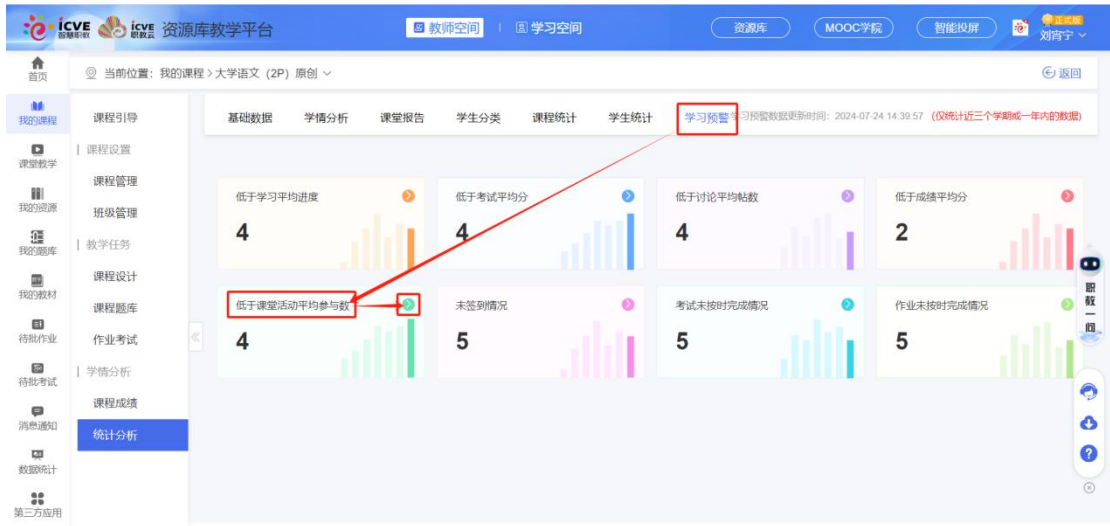 icve 智慧职教 icve 职教云 资源库教学平台 教师空间 学习空间 资源库 MOOC学院 智能投屏 正式版 刘宵宁
首页 当前位置：我的课程 > 大学语文（2P）原创 返回
我的课程
课堂教学
我的资源
我的题库
我的教材
待批作业
待批考试
消息通知
数据统计
第三方应用
课程引导
课程设置
课程管理
班级管理
教学任务
课程设计
课程题库
作业考试
学情分析
课程成绩
统计分析
基础数据 学情分析 课堂报告 学生分类 课程统计 学生统计 学习预警 学习预警数据更新时间：2024-07-24 14:39:57 (仅统计近三个学期或一年内的数据)
低于学习平均进度 低于考试平均分 低于讨论平均帖数 低于成绩平均分
4 4 4 2
低于课堂活动平均参与数 未签到情况 考试未按时完成情况 作业未按时完成情况
4 5 5 5
职教一问